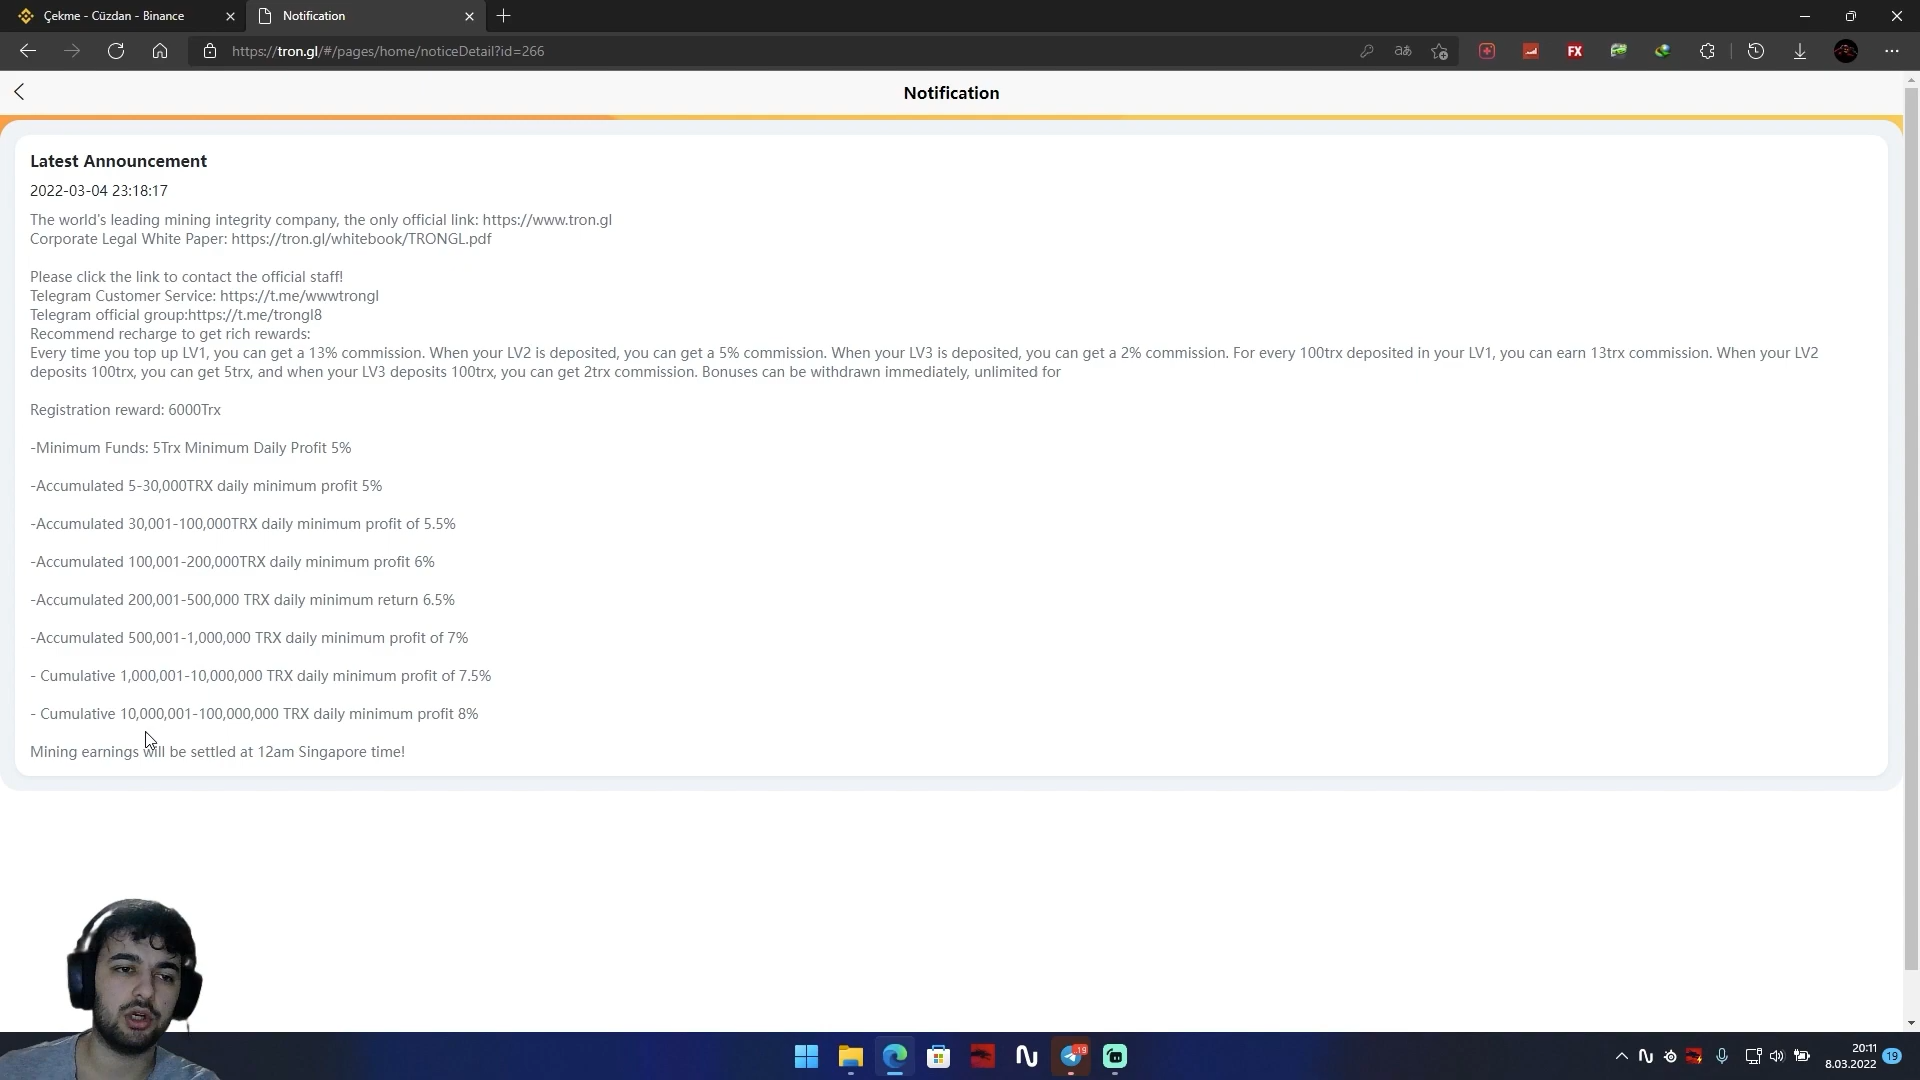 Çekme - Cüzdan - Binance
Notification
https://tron.gl/#/pages/home/noticeDetail?id=266
Notification
Latest Announcement
2022-03-04 23:18:17
The world's leading mining integrity company, the only official link: https://www.tron.gl
Corporate Legal White Paper: https://tron.gl/whitebook/TRONGL.pdf
Please click the link to contact the official staff!
Telegram Customer Service: https://t.me/wwwtrongl
Telegram official group:https://t.me/trongl8
Recommend recharge to get rich rewards:
Every time you top up LV1, you can get a 13% commission. When your LV2 is deposited, you can get a 5% commission. When your LV3 is deposited, you can get a 2% commission. For every 100trx deposited in your LV1, you can earn 13trx commission. When your LV2
deposits 100trx, you can get 5trx, and when your LV3 deposits 100trx, you can get 2trx commission. Bonuses can be withdrawn immediately, unlimited for
Registration reward: 6000Trx
-Minimum Funds: 5Trx Minimum Daily Profit 5%
-Accumulated 5-30,000TRX daily minimum profit 5%
-Accumulated 30,001-100,000TRX daily minimum profit of 5.5%
-Accumulated 100,001-200,000TRX daily minimum profit 6%
-Accumulated 200,001-500,000 TRX daily minimum return 6.5%
-Accumulated 500,001-1,000,000 TRX daily minimum profit of 7%
- Cumulative 1,000,001-10,000,000 TRX daily minimum profit of 7.5%
- Cumulative 10,000,001-100,000,000 TRX daily minimum profit 8%
Mining earnings will be settled at 12am Singapore time!
aあ
FX
19
20:11
8.03.2022
19